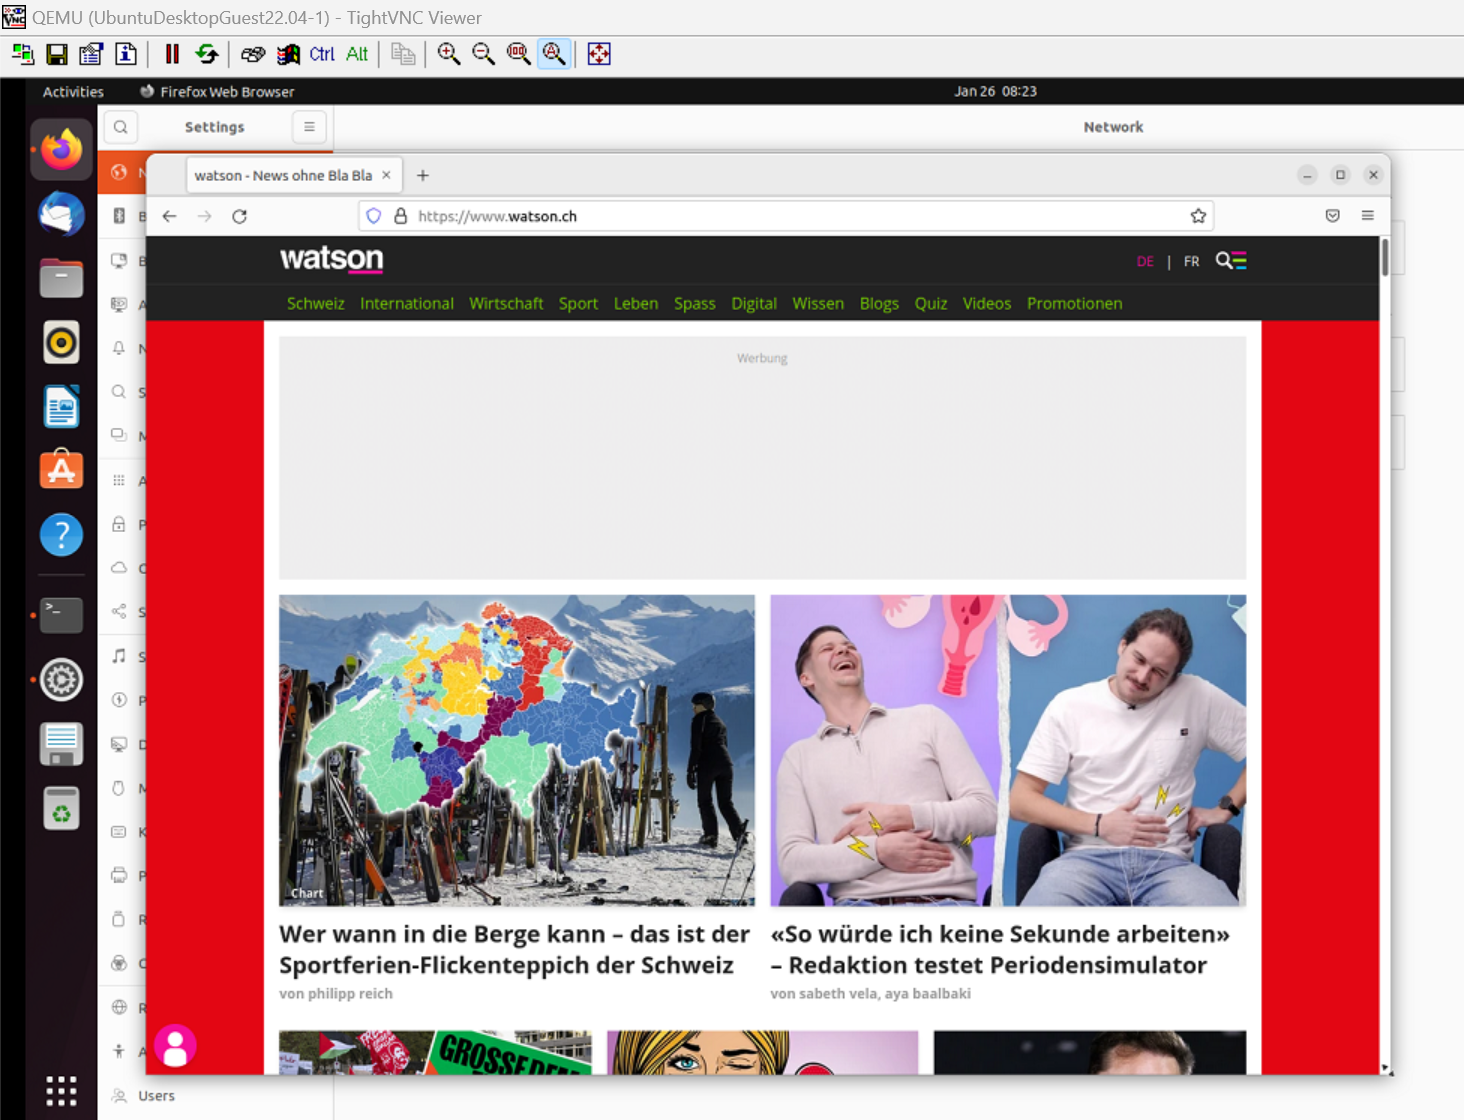 QEMU (UbuntuDesktopGuest22.04-1) - TightVNC Viewer
Ctrl Alt
Activities Firefox Web Browser Jan 26 08:23
Settings Network
watson - News ohne Bla Bla
https://www.watson.ch
watson
DE | FR
Schweiz International Wirtschaft Sport Leben Spass Digital Wissen Blogs Quiz Videos Promotionen
Werbung
Chart
Wer wann in die Berge kann – das ist der
Sportferien-Flickenteppich der Schweiz
von philipp reich
«So würde ich keine Sekunde arbeiten»
– Redaktion testet Periodensimulator
von sabeth vela, aya baalbaki
GROSSE
Users